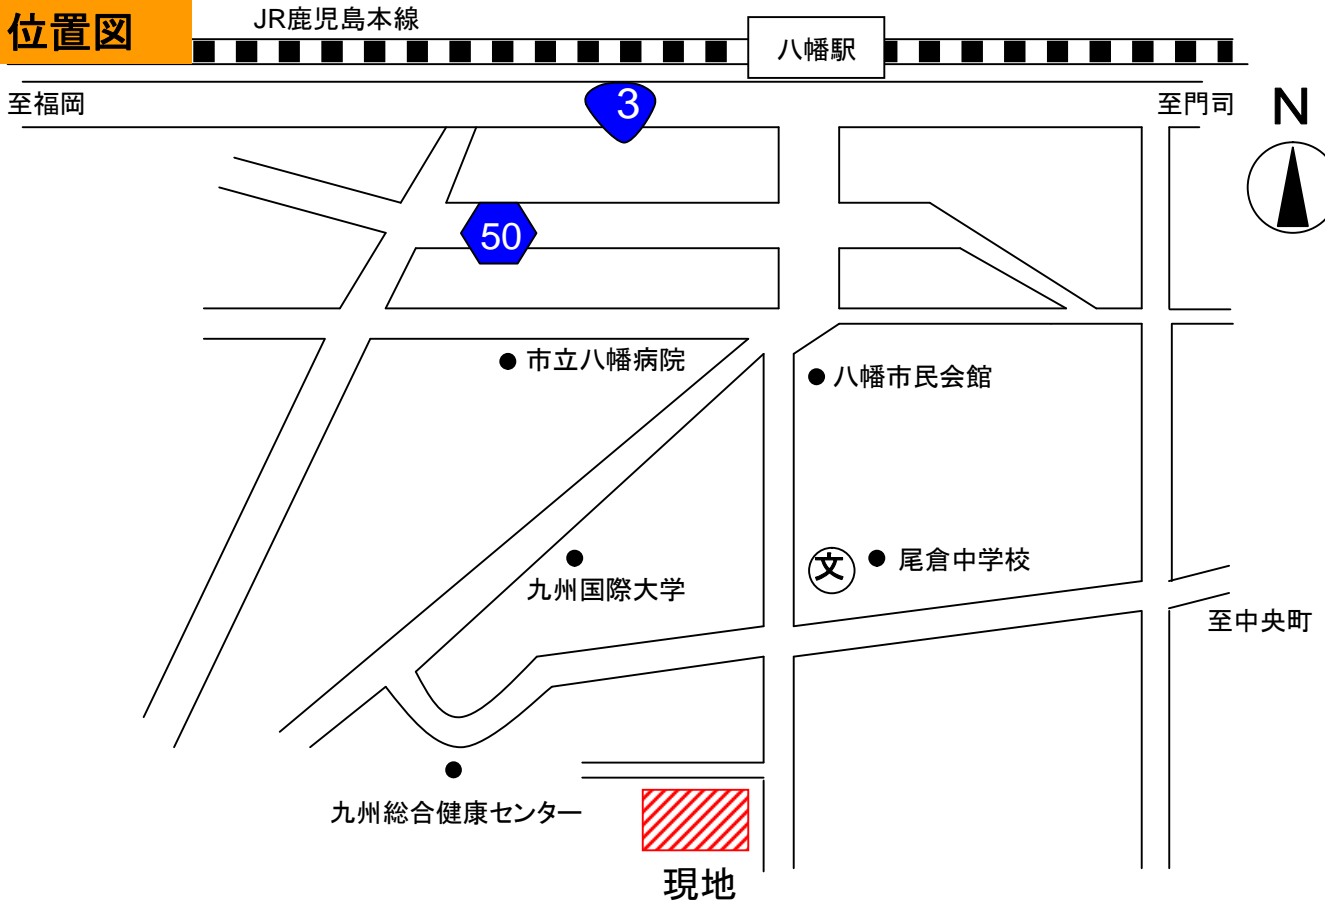 位置図
JR鹿児島本線
八幡駅
至福岡
3
至門司
N
50
市立八幡病院
八幡市民会館
九州国際大学
文
尾倉中学校
至中央町
九州総合健康センター
現地